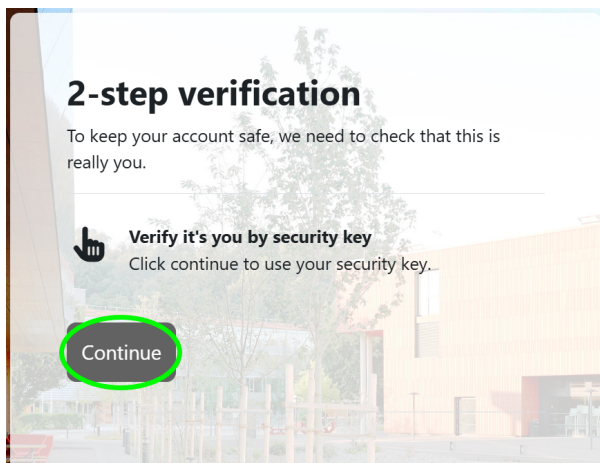 2-step verification
To keep your account safe, we need to check that this is
really you.
Verify it's you by security key
Click continue to use your security key.
Continue